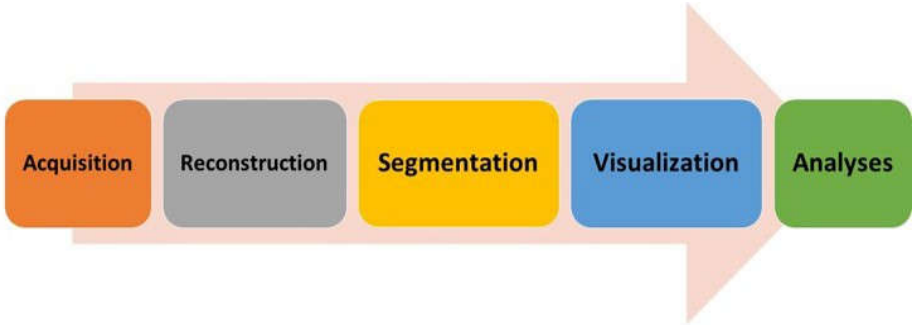 Acquisition
Reconstruction
Segmentation
Visualization
Analyses